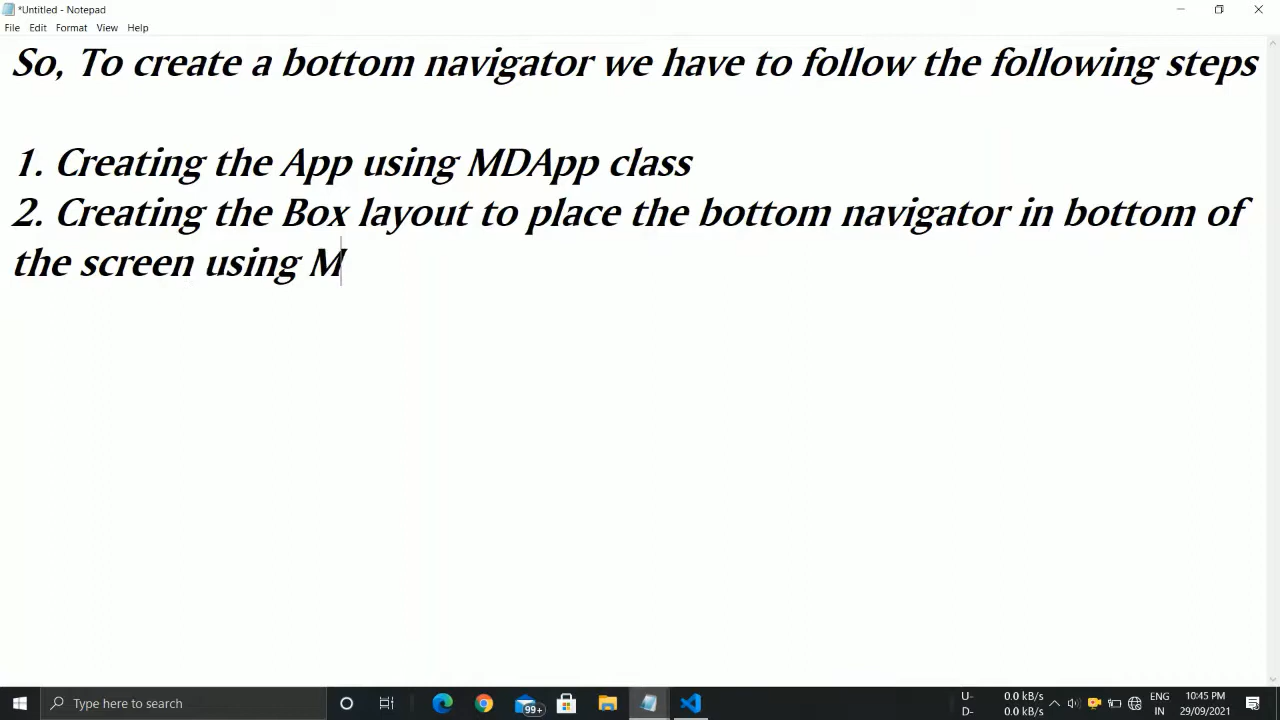 *Untitled - Notepad
File Edit Format View Help
So, To create a bottom navigator we have to follow the following steps
1. Creating the App using MDApp class
2. Creating the Box layout to place the bottom navigator in bottom of
the screen using M
Type here to search
99+
U- 0.0 kB/s
D- 0.0 kB/s
ENG
IN
10:45 PM
29/09/2021